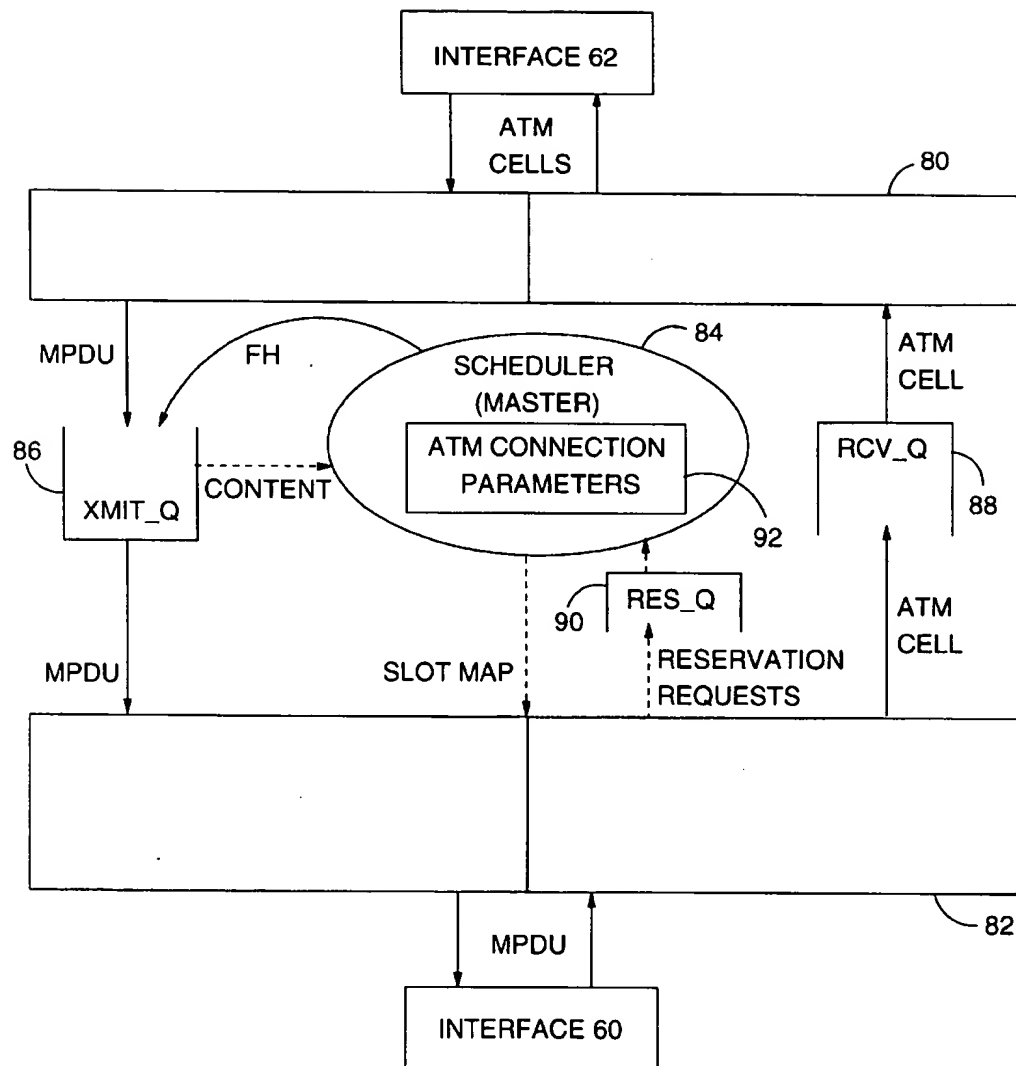 INTERFACE 62
ATM
CELLS
80
MPDU
FH
84
SCHEDULER
(MASTER)
ATM CONNECTION
PARAMETERS
92
ATM
CELL
86
XMIT_Q
CONTENT
RCV_Q
88
90
RES_Q
ATM
CELL
MPDU
SLOT MAP
RESERVATION
REQUESTS
82
MPDU
INTERFACE 60